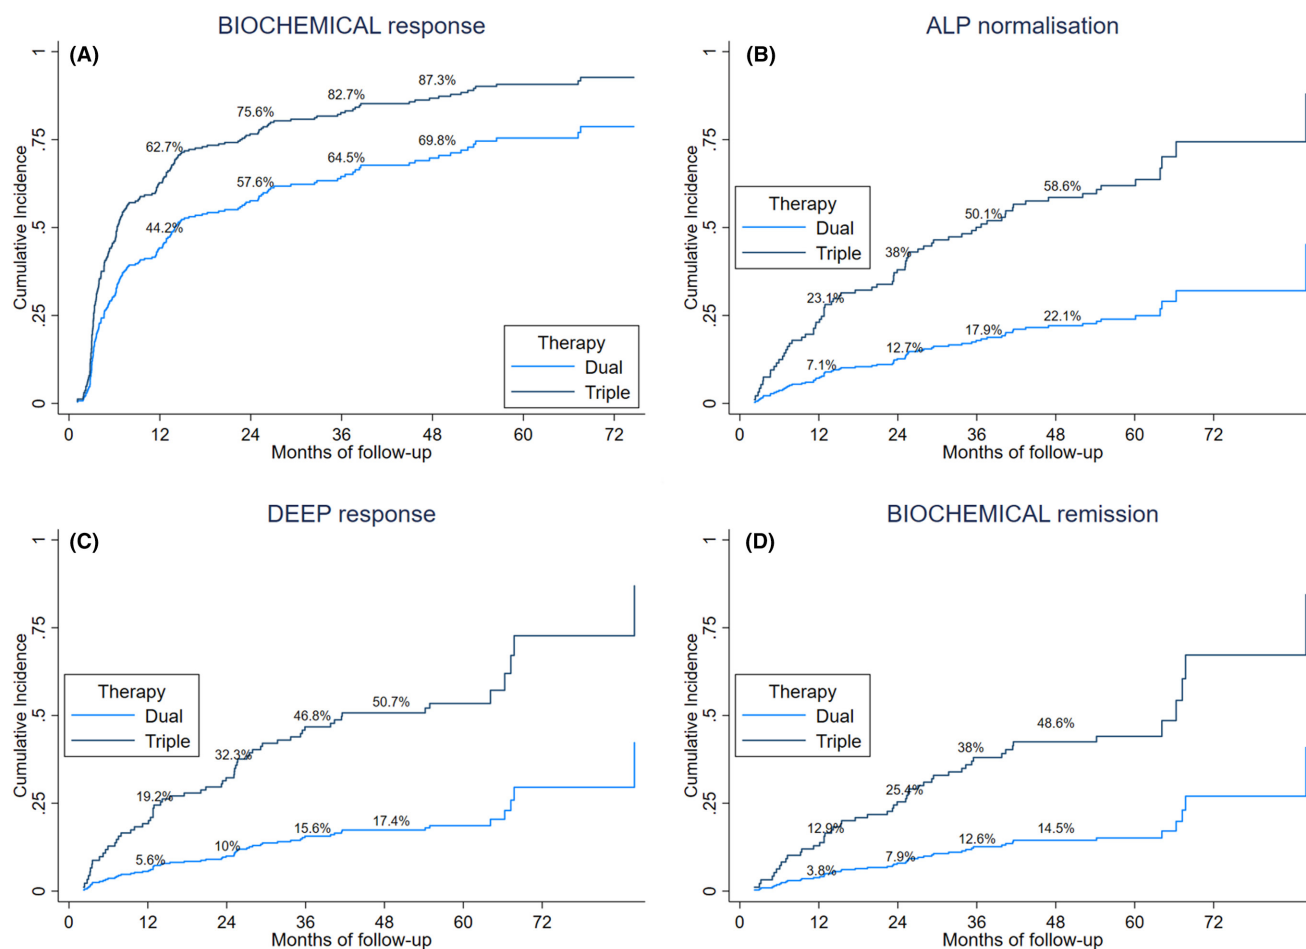 BIOCHEMICAL response
(A)
Cumulative Incidence
1
.75
.5
.25
0
62.7%
75.6%
82.7%
87.3%
44.2%
57.6%
64.5%
69.8%
Therapy
Dual
Triple
0 12 24 36 48 60 72
Months of follow-up
ALP normalisation
(B)
Cumulative Incidence
1
.75
.5
.25
0
Therapy
Dual
Triple
23.1%
38%
50.1%
58.6%
7.1%
12.7%
17.9%
22.1%
0 12 24 36 48 60 72
Months of follow-up
DEEP response
(C)
Cumulative Incidence
1
.75
.5
.25
0
Therapy
Dual
Triple
19.2%
32.3%
46.8%
50.7%
5.6%
10%
15.6%
17.4%
0 12 24 36 48 60 72
Months of follow-up
BIOCHEMICAL remission
(D)
Cumulative Incidence
1
.75
.5
.25
0
Therapy
Dual
Triple
12.9%
25.4%
38%
48.6%
3.8%
7.9%
12.6%
14.5%
0 12 24 36 48 60 72
Months of follow-up